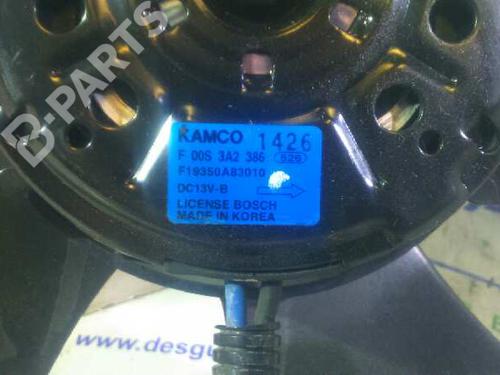 B-PARTS
KAMCO 1426
F 00S 3A2 386 526
F19350A83010
DC13V-B
LICENSE BOSCH
MADE IN KOREA
www.desgu